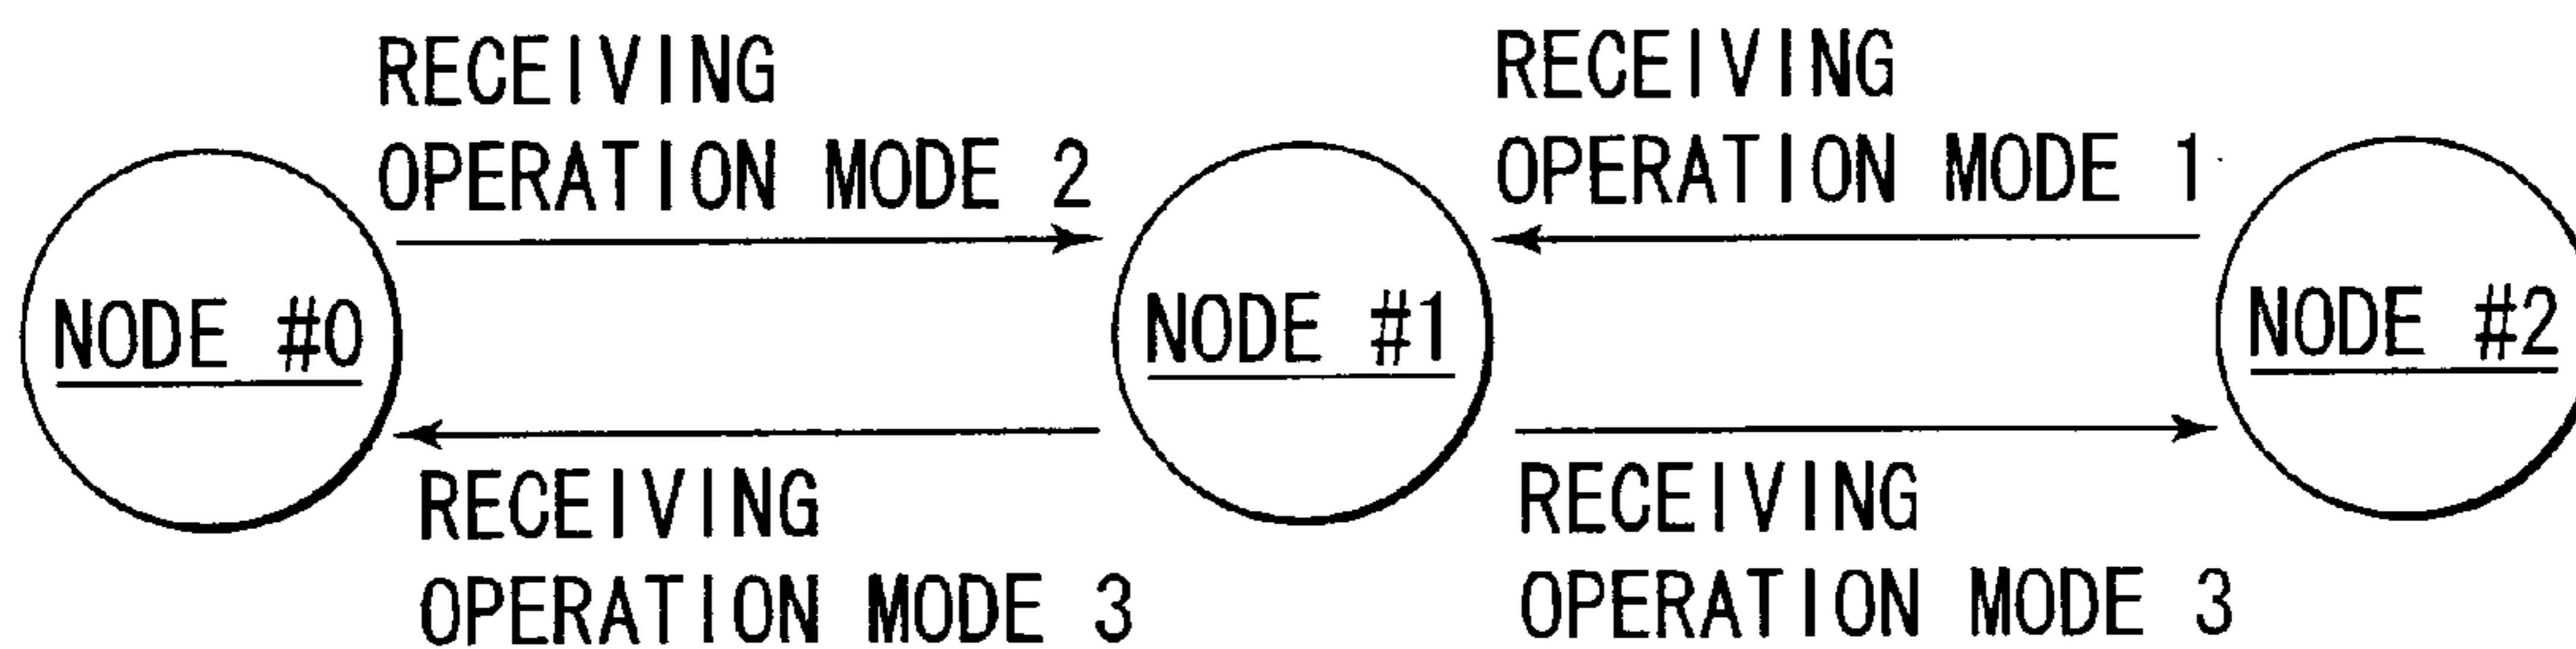 RECEIVING
OPERATION MODE 2
RECEIVING
OPERATION MODE 1
NODE #0
NODE #1
NODE #2
RECEIVING
OPERATION MODE 3
RECEIVING
OPERATION MODE 3